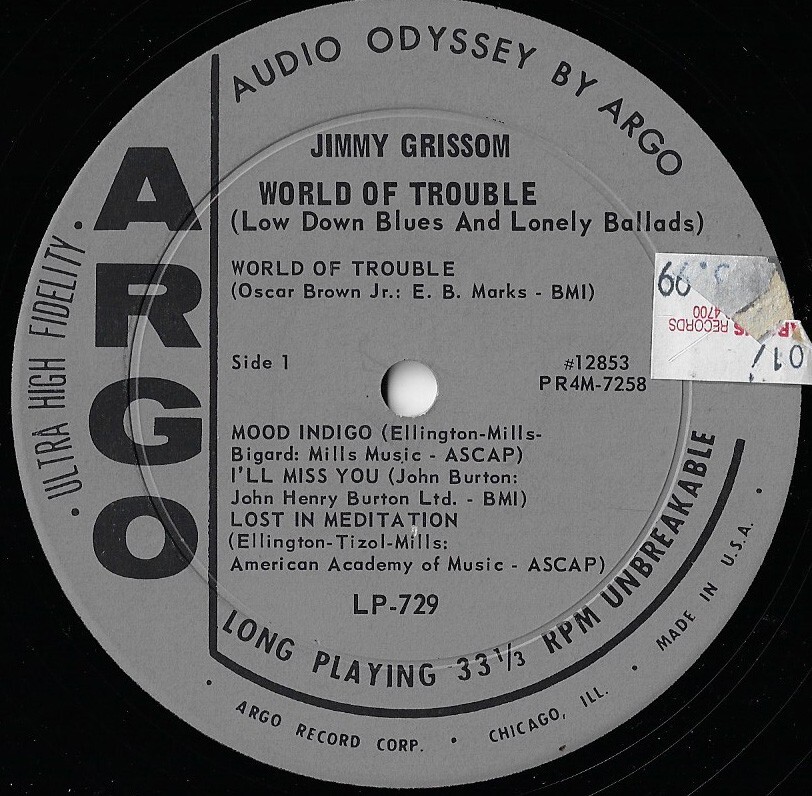 AUDIO ODYSSEY BY ARGO
• ULTRA HIGH FIDELITY •
ARGO
JIMMY GRISSOM
WORLD OF TROUBLE
(Low Down Blues And Lonely Ballads)
WORLD OF TROUBLE
(Oscar Brown Jr.: E. B. Marks - BMI)
Side 1
#12853
PR4M-7258
MOOD INDIGO (Ellington-Mills-
Bigard: Mills Music - ASCAP)
I'LL MISS YOU (John Burton:
John Henry Burton Ltd. - BMI)
LOST IN MEDITATION
(Ellington-Tizol-Mills:
American Academy of Music - ASCAP)
LP-729
LONG PLAYING 33 1/3 RPM UNBREAKABLE
• ARGO RECORD CORP. • CHICAGO, ILL. • MADE IN U.S.A. •
RECORDS
4700